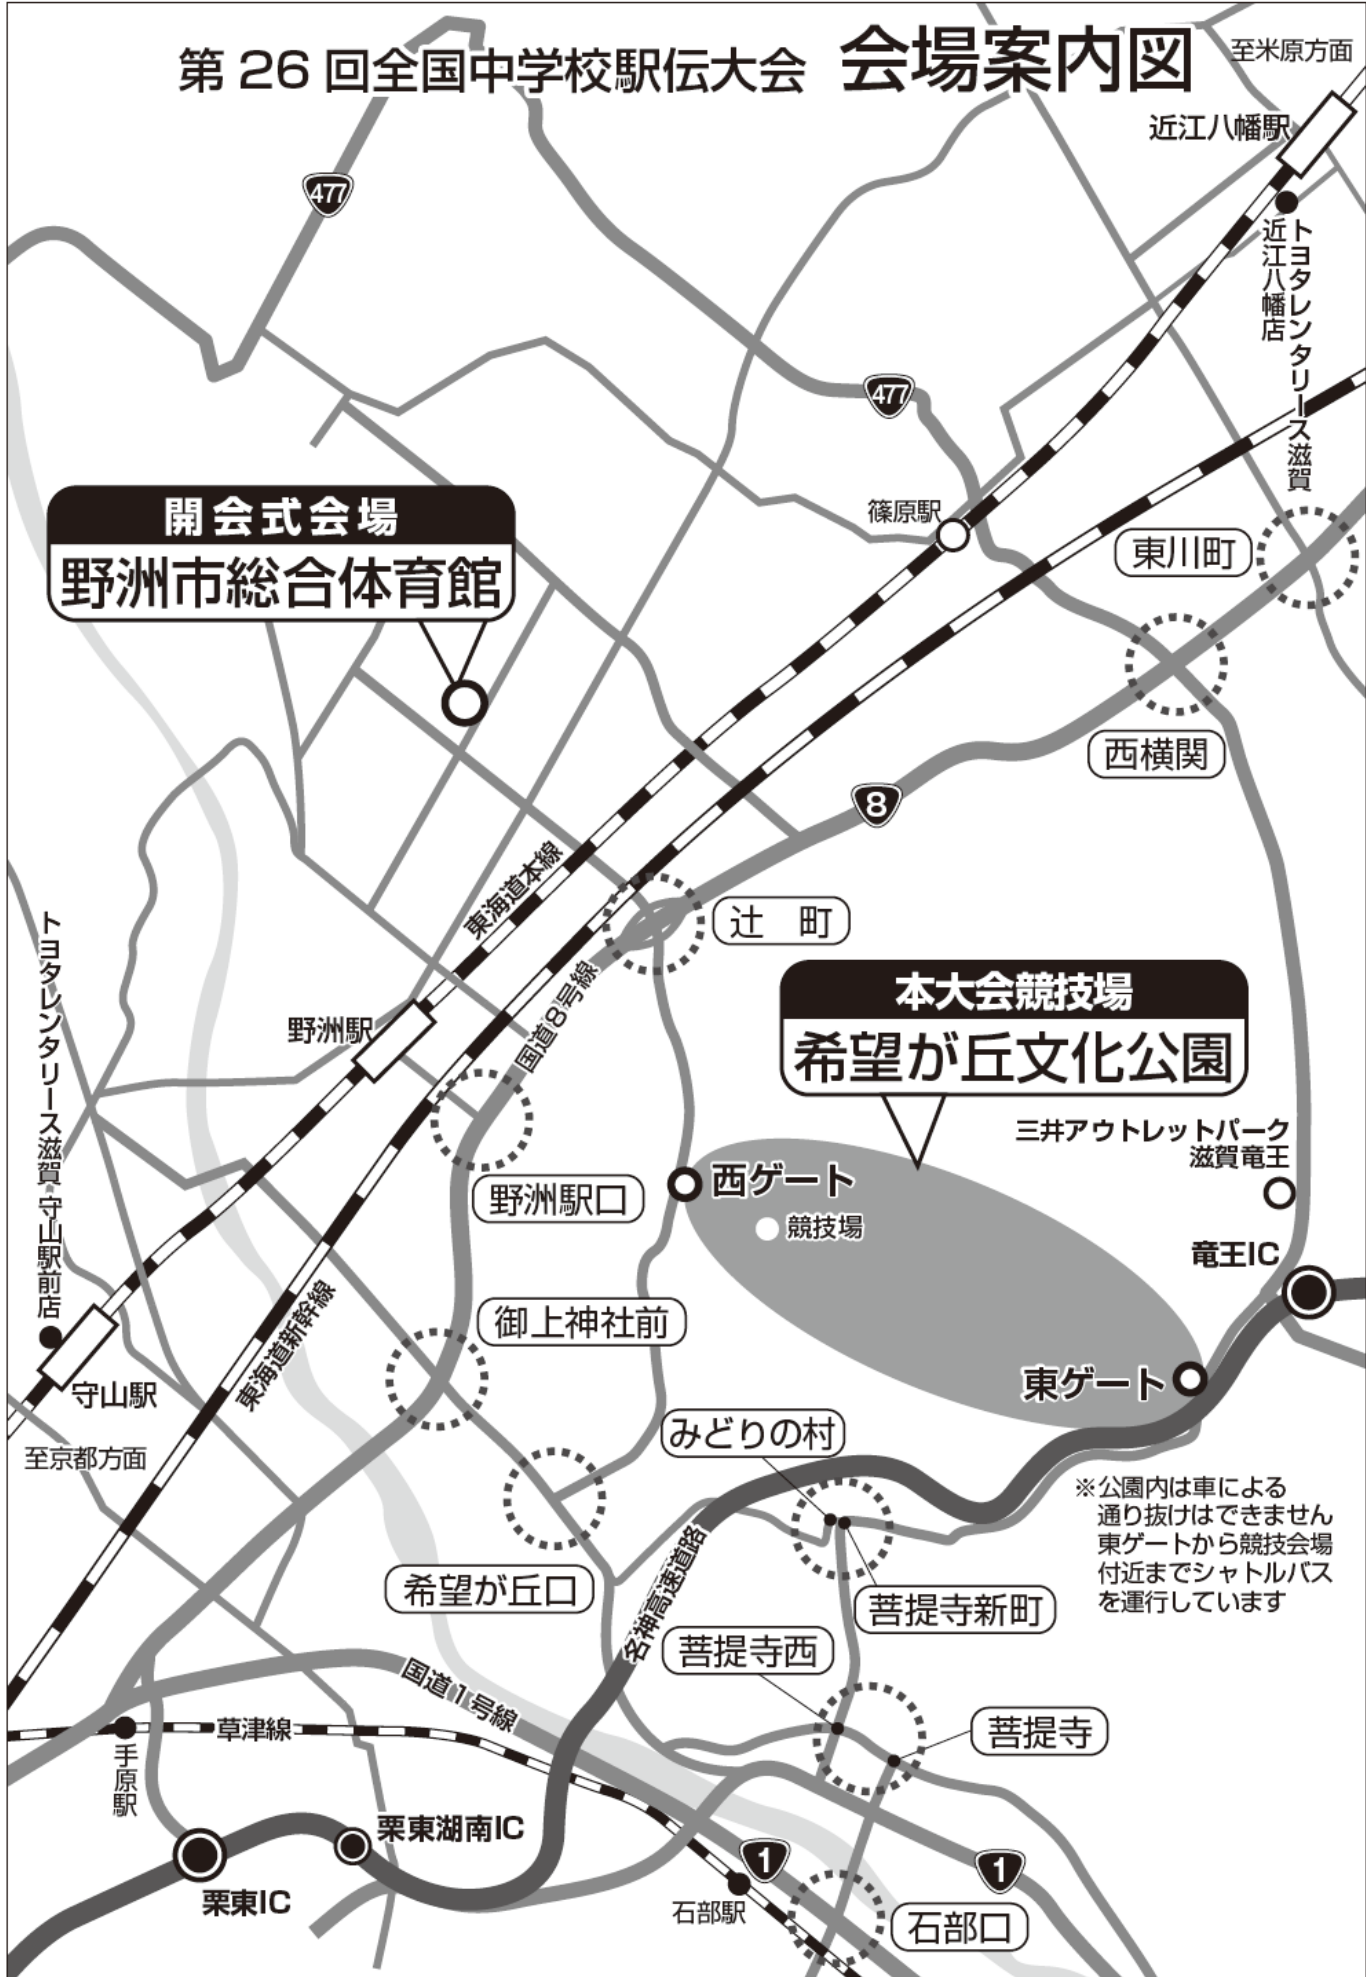 第26回全国中学校駅伝大会 会場案内図
至米原方面
近江八幡駅
477
トヨタレンタリース滋賀
近江八幡店
477
開会式会場
野洲市総合体育館
篠原駅
東川町
西横関
8
東海道本線
辻 町
トヨタレンタリース滋賀 守山駅前店
国道8号線
野洲駅
本大会競技場
希望が丘文化公園
三井アウトレットパーク
滋賀竜王
西ゲート
野洲駅口
競技場
竜王IC
東海道新幹線
御上神社前
東ゲート
守山駅
みどりの村
至京都方面
※公園内は車による
通り抜けはできません
東ゲートから競技会場
付近までシャトルバス
を運行しています
名神高速道路
希望が丘口
菩提寺新町
菩提寺西
国道1号線
草津線
菩提寺
手原駅
栗東湖南IC
1
1
栗東IC
石部駅
石部口